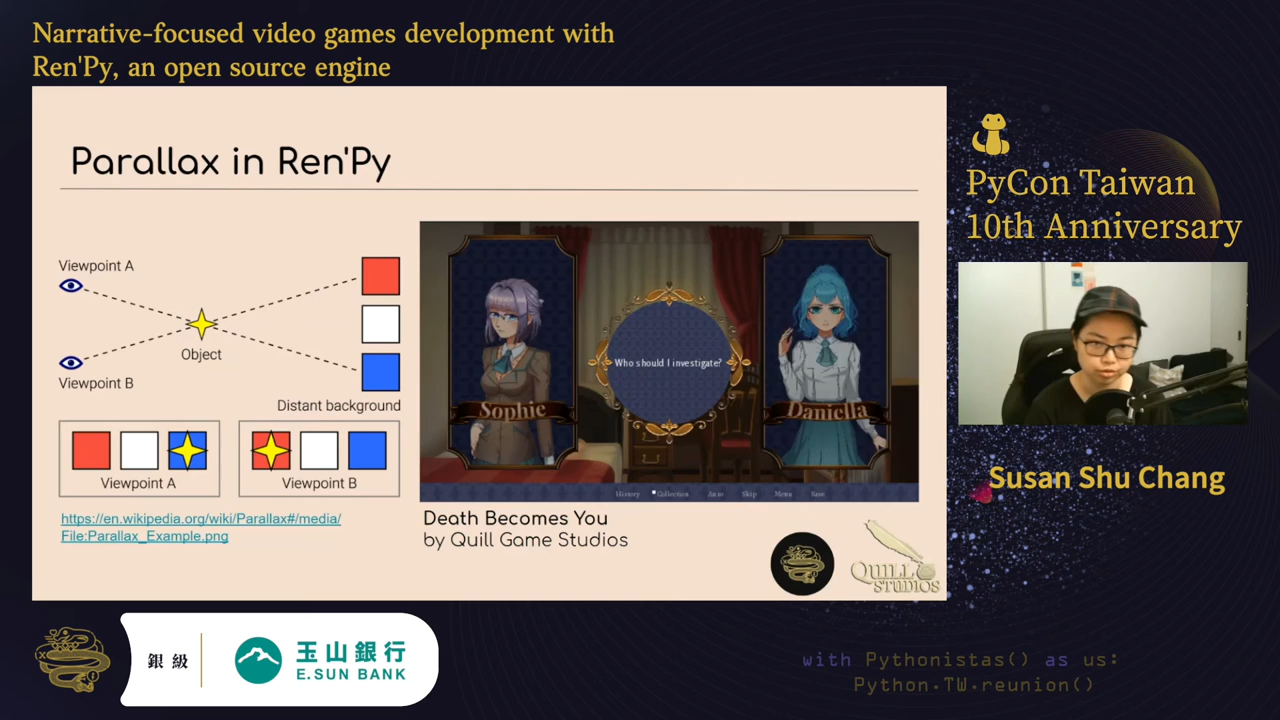 Narrative-focused video games development with
Ren'Py, an open source engine
Parallax in Ren'Py
Viewpoint A
Object
Viewpoint B
Distant background
Viewpoint A
Viewpoint B
https://en.wikipedia.org/wiki/Parallax#/media/
File:Parallax_Example.png
Who should I investigate?
Sophie
Daniella
History Collection Auto Skip Menu Save
Death Becomes You
by Quill Game Studios
QUILL
STUDIOS
PyCon Taiwan
10th Anniversary
Susan Shu Chang
銀級
玉山銀行
E.SUN BANK
with Pythonistas() as us:
Python.TW.reunion()